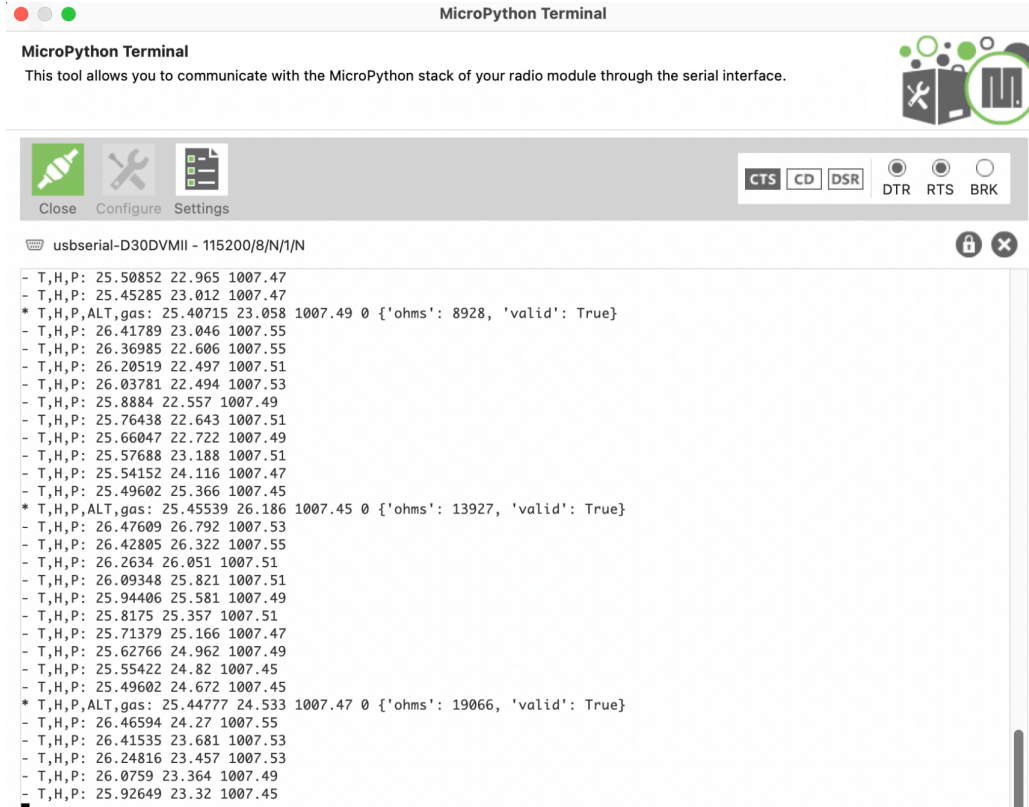 MicroPython Terminal
MicroPython Terminal
This tool allows you to communicate with the MicroPython stack of your radio module through the serial interface.
Close Configure Settings
CTS CD DSR DTR RTS BRK
usbserial-D30DVMII - 115200/8/N/1/N
- T,H,P: 25.50852 22.965 1007.47
- T,H,P: 25.45285 23.012 1007.47
* T,H,P,ALT,gas: 25.40715 23.058 1007.49 0 {'ohms': 8928, 'valid': True}
- T,H,P: 26.41789 23.046 1007.55
- T,H,P: 26.36985 22.606 1007.55
- T,H,P: 26.20519 22.497 1007.51
- T,H,P: 26.03781 22.494 1007.53
- T,H,P: 25.8884 22.557 1007.49
- T,H,P: 25.76438 22.643 1007.51
- T,H,P: 25.66047 22.722 1007.49
- T,H,P: 25.57688 23.188 1007.51
- T,H,P: 25.54152 24.116 1007.47
- T,H,P: 25.49602 25.366 1007.45
* T,H,P,ALT,gas: 25.45539 26.186 1007.45 0 {'ohms': 13927, 'valid': True}
- T,H,P: 26.47609 26.792 1007.53
- T,H,P: 26.42805 26.322 1007.55
- T,H,P: 26.2634 26.051 1007.51
- T,H,P: 26.09348 25.821 1007.51
- T,H,P: 25.94406 25.581 1007.49
- T,H,P: 25.8175 25.357 1007.51
- T,H,P: 25.71379 25.166 1007.47
- T,H,P: 25.62766 24.962 1007.49
- T,H,P: 25.55422 24.82 1007.45
- T,H,P: 25.49602 24.672 1007.45
* T,H,P,ALT,gas: 25.44777 24.533 1007.47 0 {'ohms': 19066, 'valid': True}
- T,H,P: 26.46594 24.27 1007.55
- T,H,P: 26.41535 23.681 1007.53
- T,H,P: 26.24816 23.457 1007.53
- T,H,P: 26.0759 23.364 1007.49
- T,H,P: 25.92649 23.32 1007.45